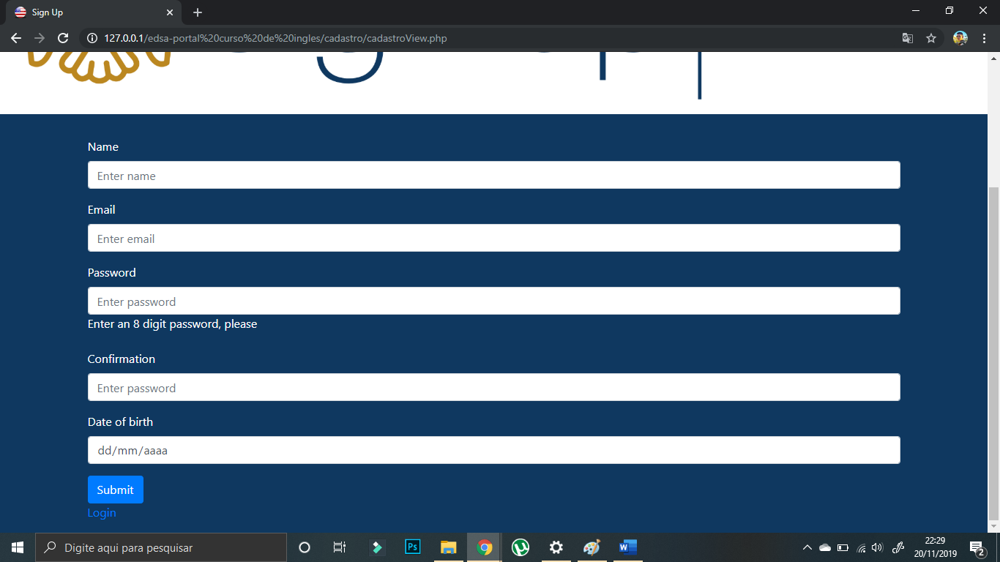 Sign Up
127.0.0.1/edsa-portal%20curso%20de%20ingles/cadastro/cadastroView.php
Name
Enter name
Email
Enter email
Password
Enter password
Enter an 8 digit password, please
Confirmation
Enter password
Date of birth
dd/mm/aaaa
Submit
Login
Digite aqui para pesquisar
Ps
W
22:29
20/11/2019
2